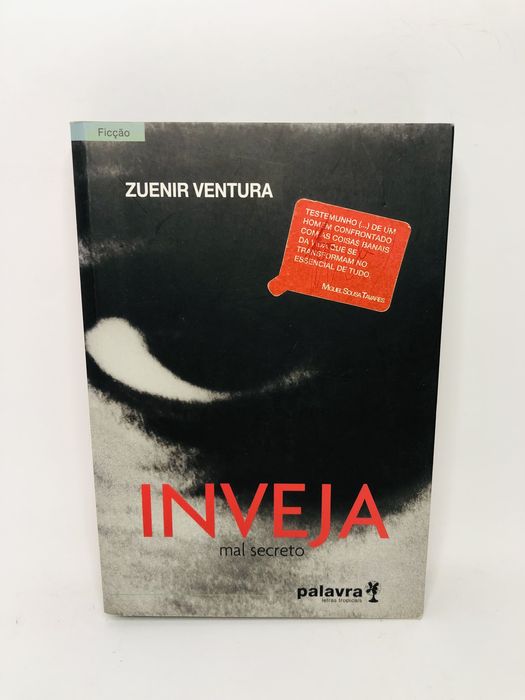 Ficção
ZUENIR VENTURA
TESTEMUNHO (...) DE UM
HOMEM CONFRONTADO
COM AS COISAS BANAIS
DA VIDA QUE SE
TRANSFORMAM NO
ESSENCIAL DE TUDO.
MIGUEL SOUSA TAVARES
INVEJA
mal secreto
palavra
letras tropicais